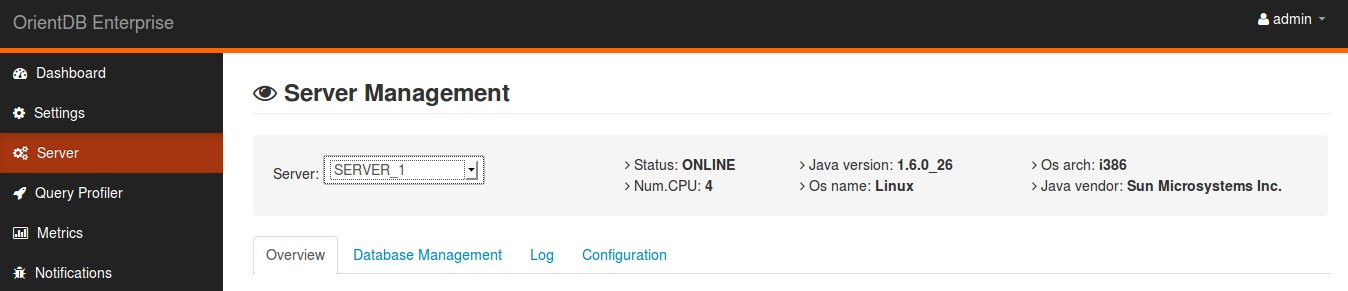 OrientDB Enterprise
admin
Dashboard
Settings
Server
Query Profiler
Metrics
Notifications
Server Management
Server: SERVER_1
Status: ONLINE
Num.CPU: 4
Java version: 1.6.0_26
Os name: Linux
Os arch: i386
Java vendor: Sun Microsystems Inc.
Overview Database Management Log Configuration